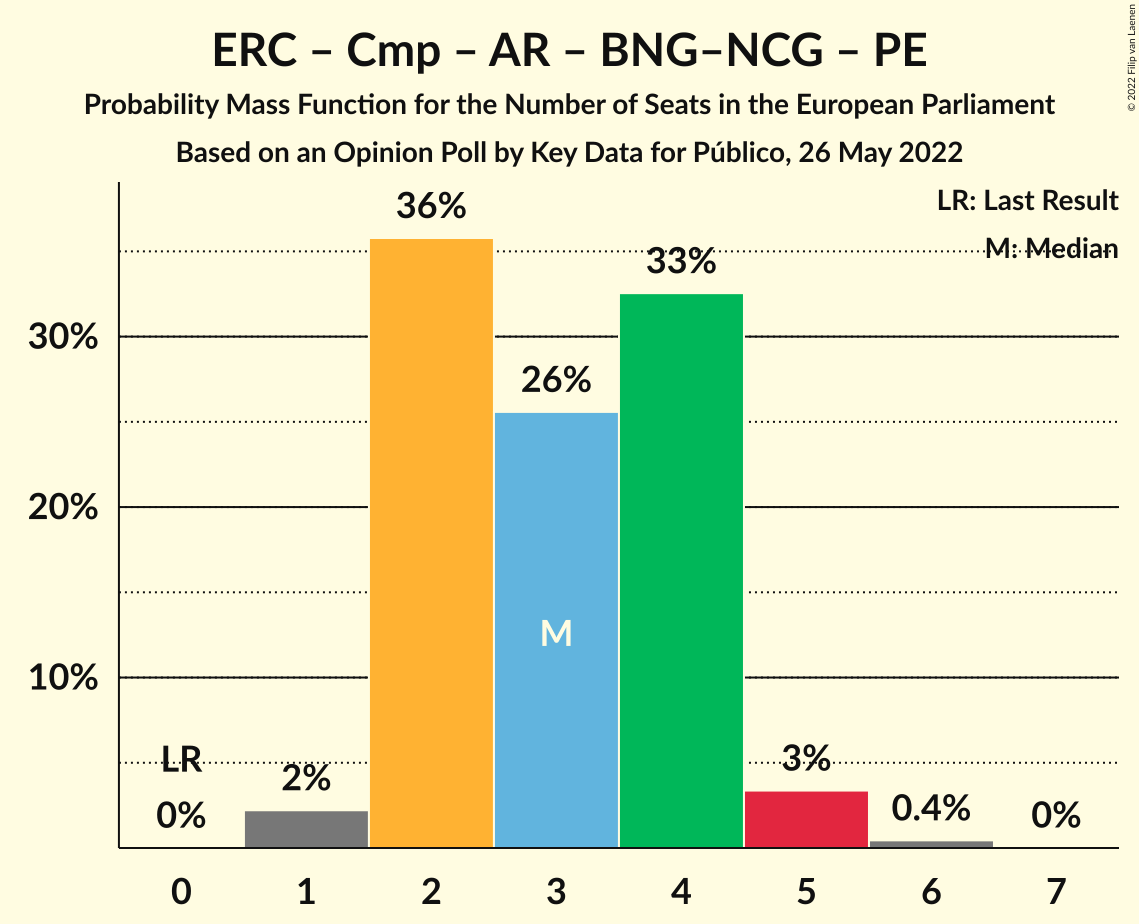 ERC – Cmp – AR – BNG–NCG – PE
Probability Mass Function for the Number of Seats in the European Parliament
Based on an Opinion Poll by Key Data for Público, 26 May 2022
© 2022 Filip van Laenen
LR: Last Result
M: Median
36%
33%
30%
26%
20%
M
10%
LR
0%
2%
3%
0.4%
0%
0 1 2 3 4 5 6 7